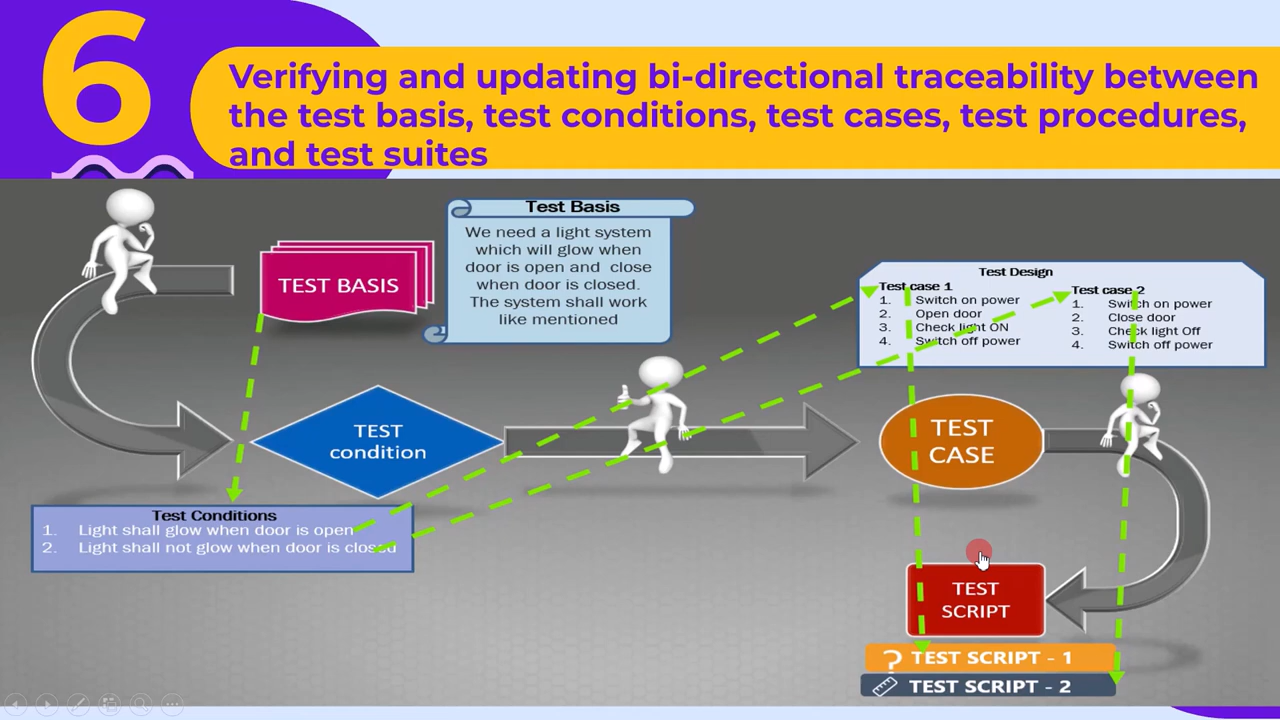 6
Verifying and updating bi-directional traceability between
the test basis, test conditions, test cases, test procedures,
and test suites
Test Basis
We need a light system
which will glow when
door is open and close
when door is closed.
The system shall work
like mentioned
TEST BASIS
Test Design
Test case 1
1. Switch on power
2. Open door
3. Check light ON
4. Switch off power
Test case 2
1. Switch on power
2. Close door
3. Check light Off
4. Switch off power
TEST
condition
TEST
CASE
Test Conditions
1. Light shall glow when door is open
2. Light shall not glow when door is closed
TEST
SCRIPT
TEST SCRIPT - 1
TEST SCRIPT - 2